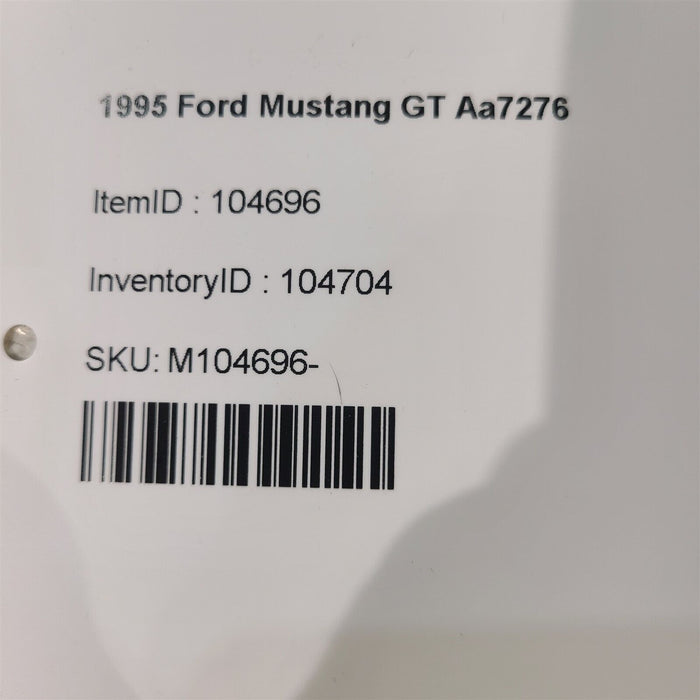 1995 Ford Mustang GT Aa7276
ItemID : 104696
InventoryID : 104704
SKU: M104696-